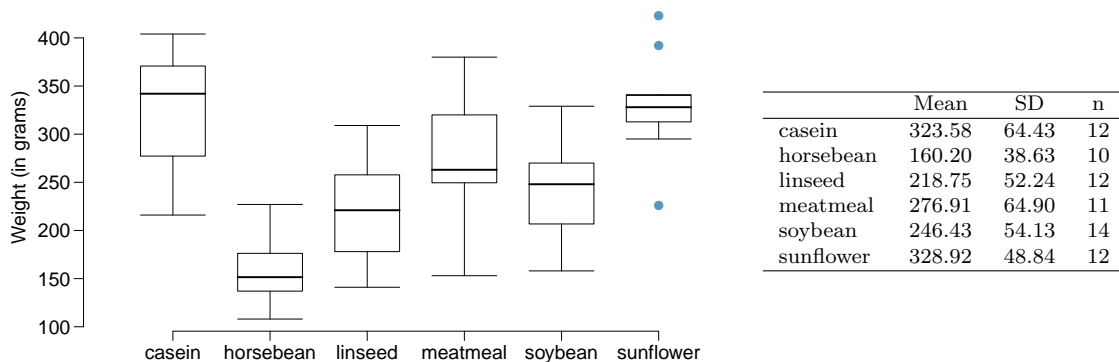 Weight (in grams)
400
350
300
250
200
150
100
casein horsebean linseed meatmeal soybean sunflower
Mean SD n
casein 323.58 64.43 12
horsebean 160.20 38.63 10
linseed 218.75 52.24 12
meatmeal 276.91 64.90 11
soybean 246.43 54.13 14
sunflower 328.92 48.84 12